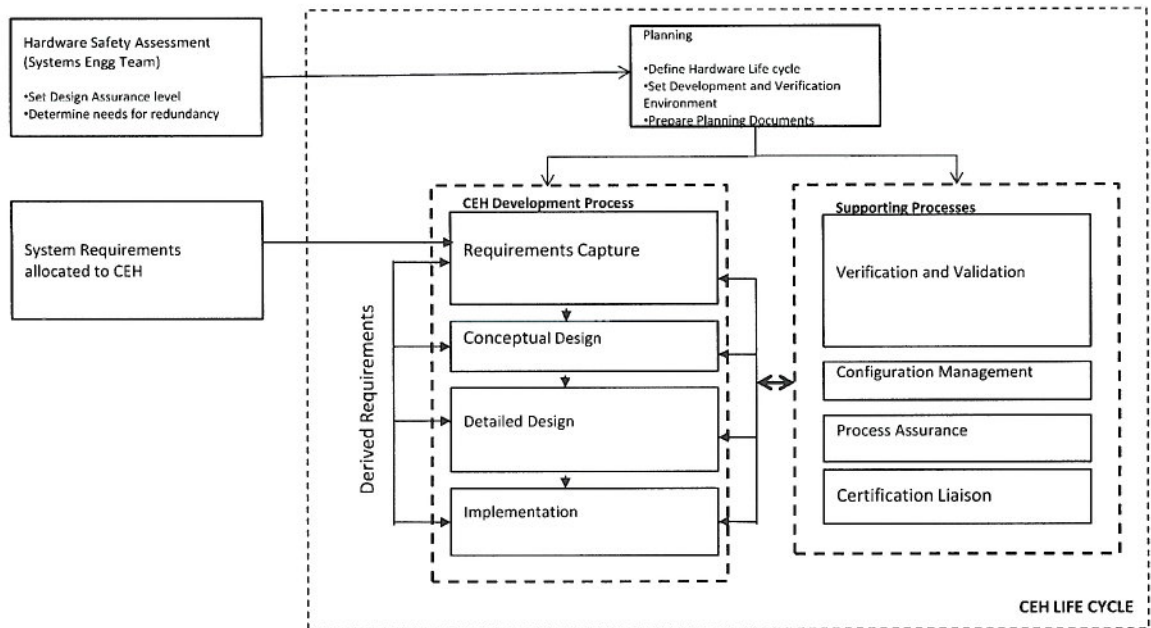 Hardware Safety Assessment
(Systems Engg Team)
•Set Design Assurance level
•Determine needs for redundancy
Planning
•Define Hardware Life cycle
•Set Development and Verification
Environment
•Prepare Planning Documents
System Requirements
allocated to CEH
CEH Development Process
Requirements Capture
Conceptual Design
Detailed Design
Implementation
Derived Requirements
Supporting Processes
Verification and Validation
Configuration Management
Process Assurance
Certification Liaison
CEH LIFE CYCLE